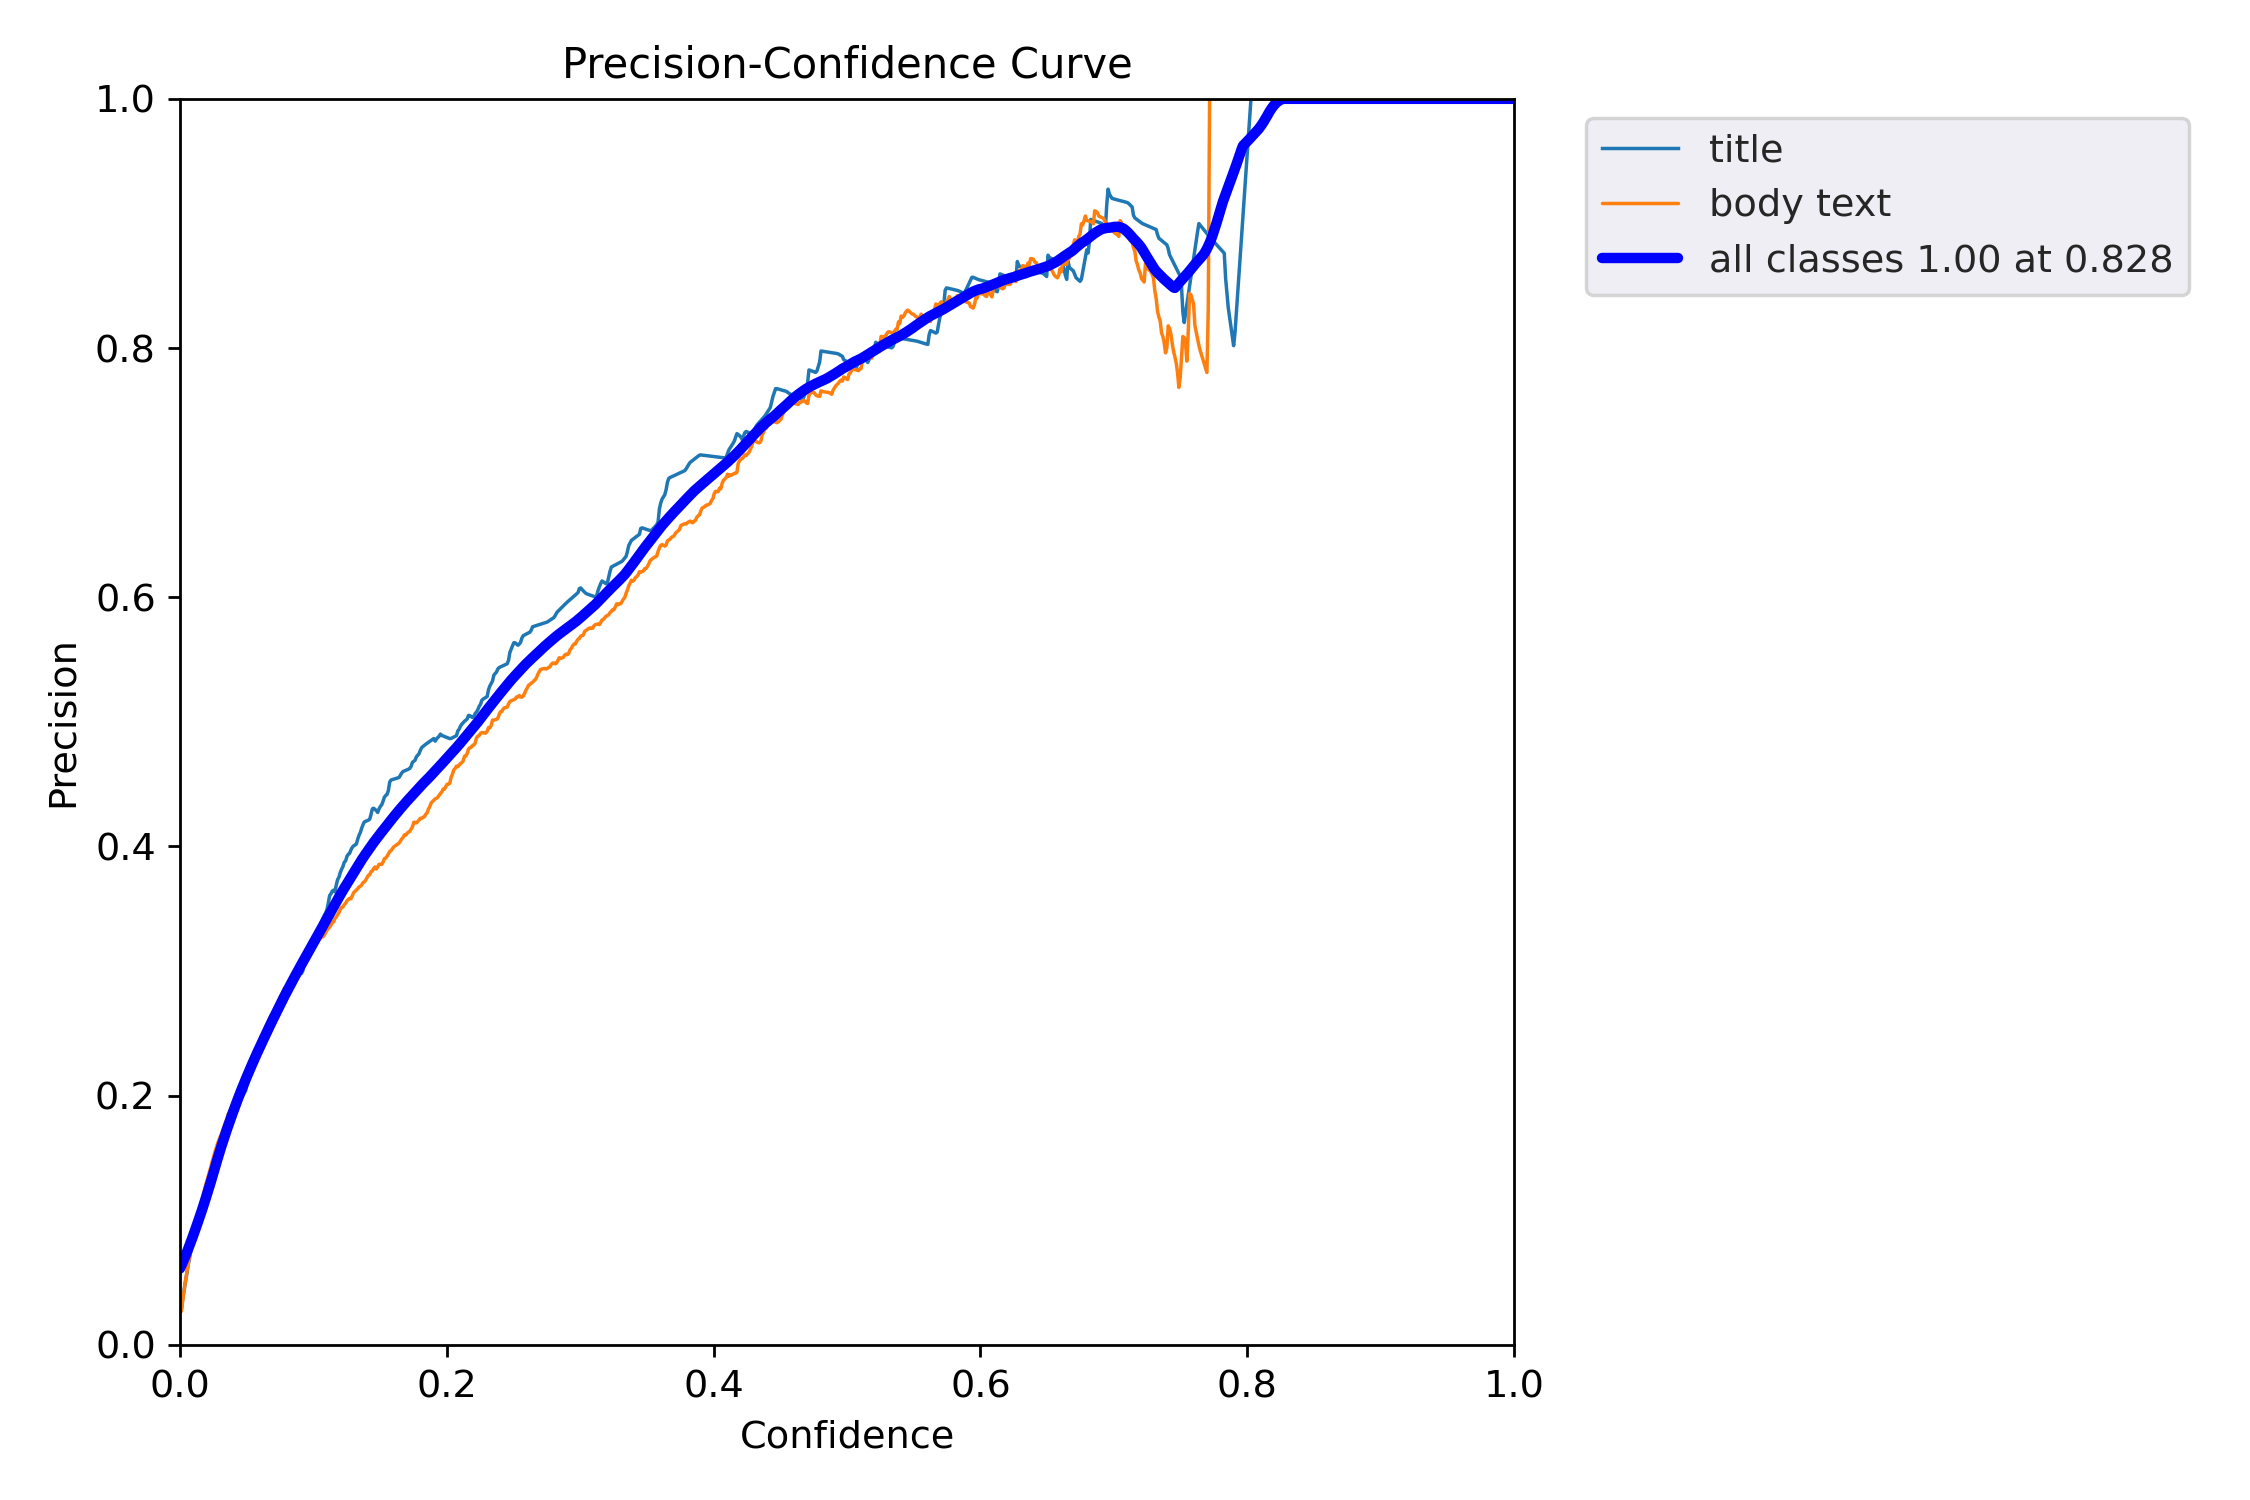 Precision-Confidence Curve
1.0
0.8
0.6
0.4
0.2
0.0
Precision
0.0 0.2 0.4 0.6 0.8 1.0
Confidence
title
body text
all classes 1.00 at 0.828